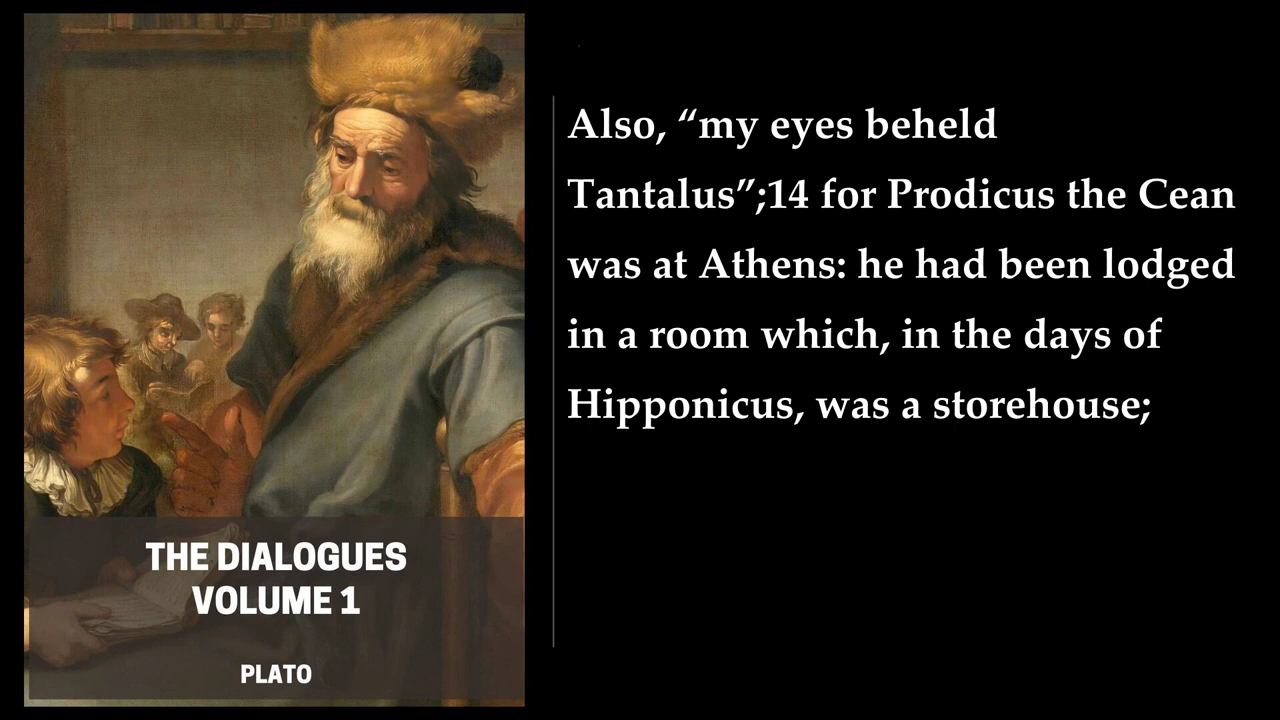 Also, “my eyes beheld
Tantalus”;14 for Prodicus the Cean
was at Athens: he had been lodged
in a room which, in the days of
Hipponicus, was a storehouse;
THE DIALOGUES
VOLUME 1
PLATO